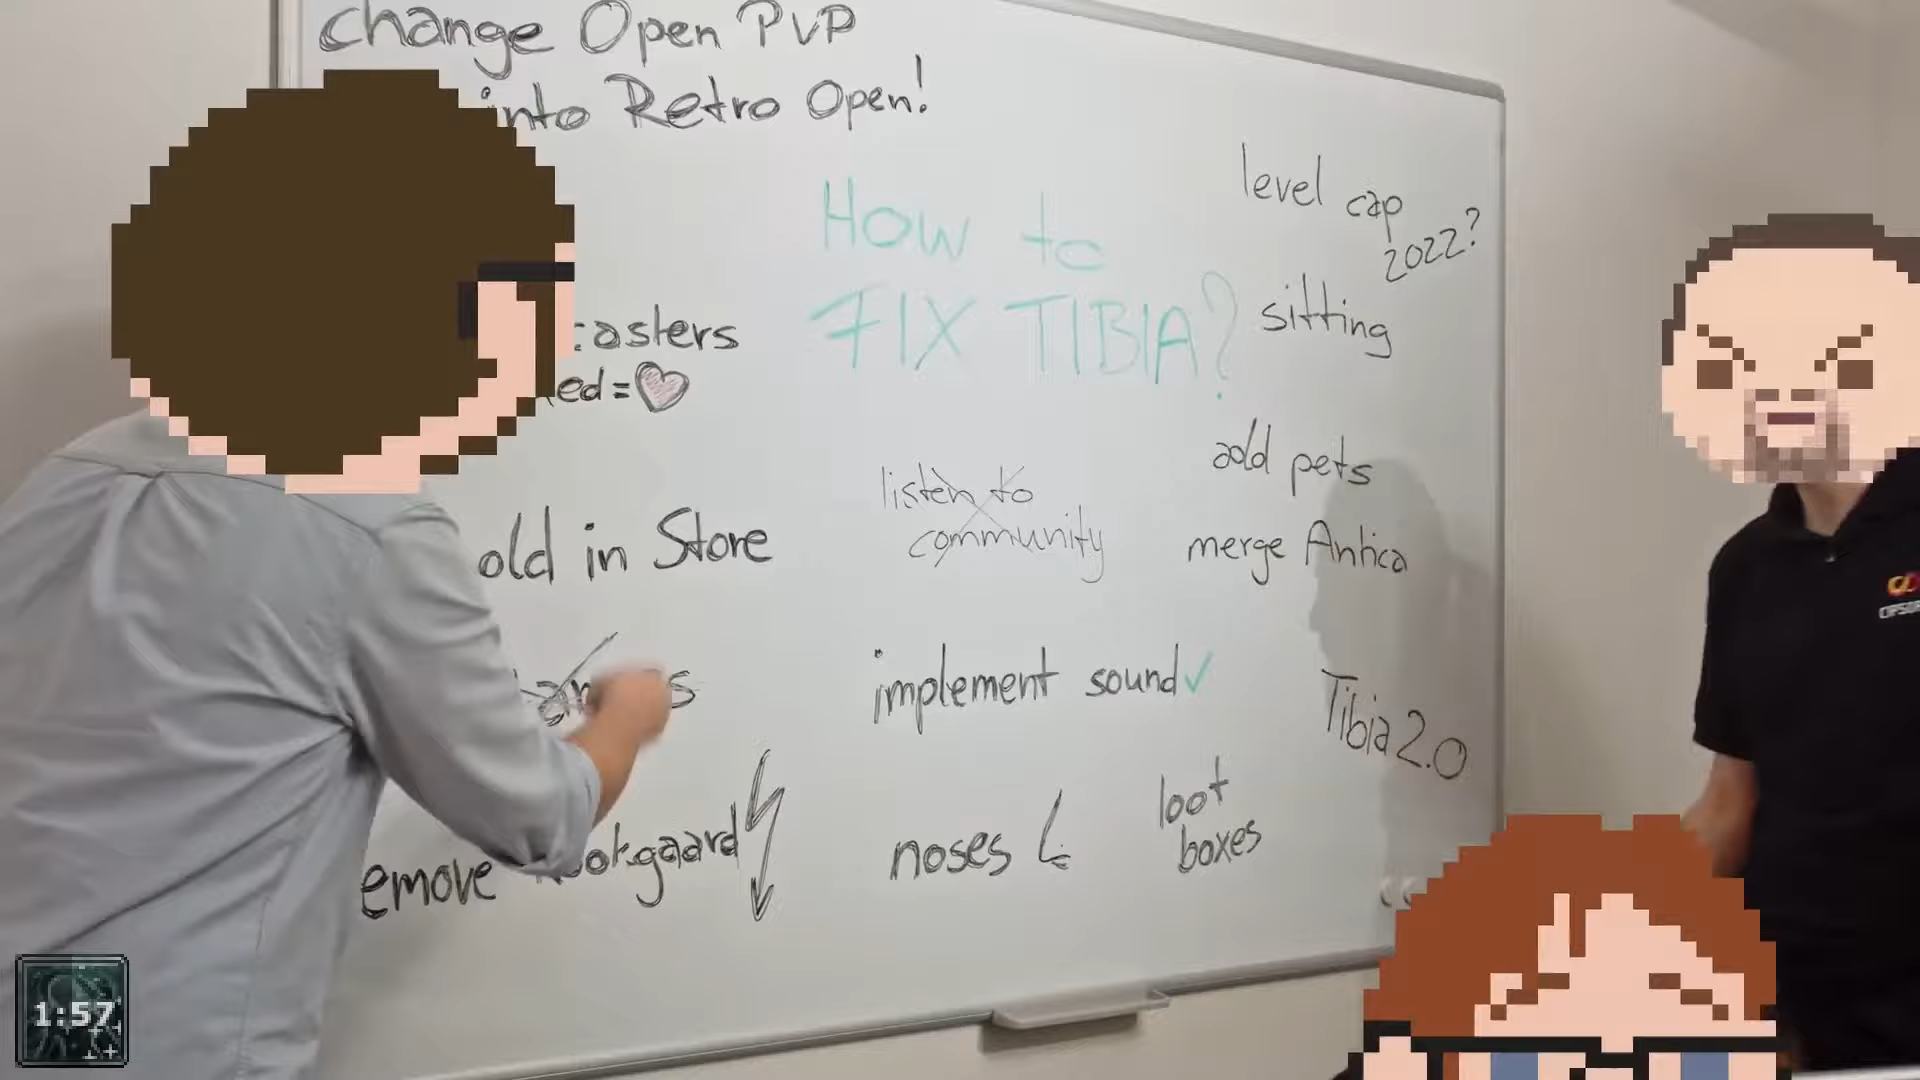 change Open PvP
into Retro Open!
HOW to
FIX TIBIA?
level cap
2022?
sitting
casters
ed=
add pets
listen to
community
merge Antica
old in Store
implement sound✓
Tibia 2.0
loot
boxes
noses
emove gaard
1:57